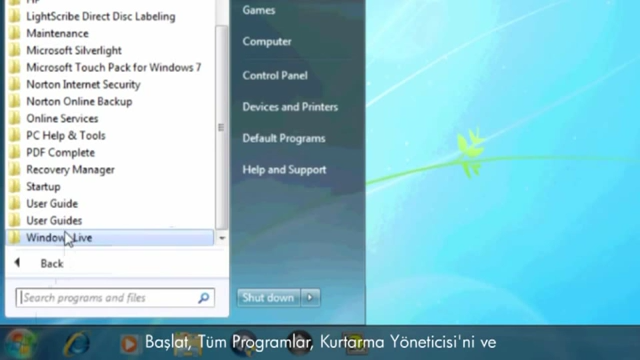 LightScribe Direct Disc Labeling
Maintenance
Microsoft Silverlight
Microsoft Touch Pack for Windows 7
Norton Internet Security
Norton Online Backup
Online Services
PC Help & Tools
PDF Complete
Recovery Manager
Startup
User Guide
User Guides
Windows Live
Back
Search programs and files
Games
Computer
Control Panel
Devices and Printers
Default Programs
Help and Support
Shut down
Başlat, Tüm Programlar, Kurtarma Yöneticisi'ni ve